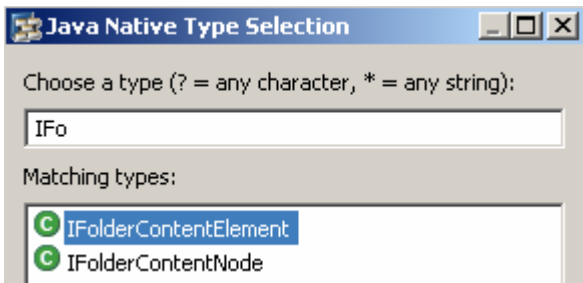 Java Native Type Selection
Choose a type (? = any character, * = any string):
IFo
Matching types:
IFolderContentElement
IFolderContentNode